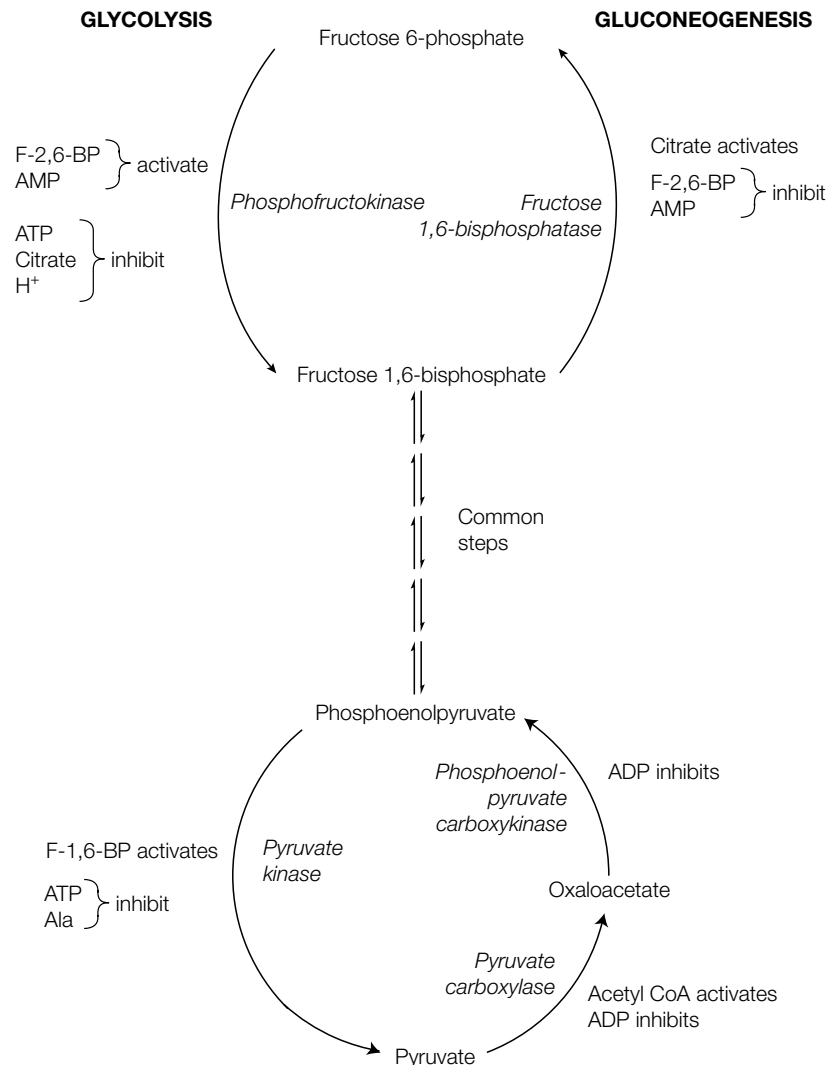 GLYCOLYSIS
GLUCONEOGENESIS
Fructose 6-phosphate
F-2,6-BP
AMP
activate
ATP
Citrate
H⁺
inhibit
Phosphofructokinase
Fructose
1,6-bisphosphatase
Citrate activates
F-2,6-BP
AMP
inhibit
Fructose 1,6-bisphosphate
Common
steps
Phosphoenolpyruvate
Phosphoenol-
pyruvate
carboxykinase
ADP inhibits
F-1,6-BP activates
ATP
Ala
inhibit
Pyruvate
kinase
Oxaloacetate
Pyruvate
carboxylase
Acetyl CoA activates
ADP inhibits
Pyruvate